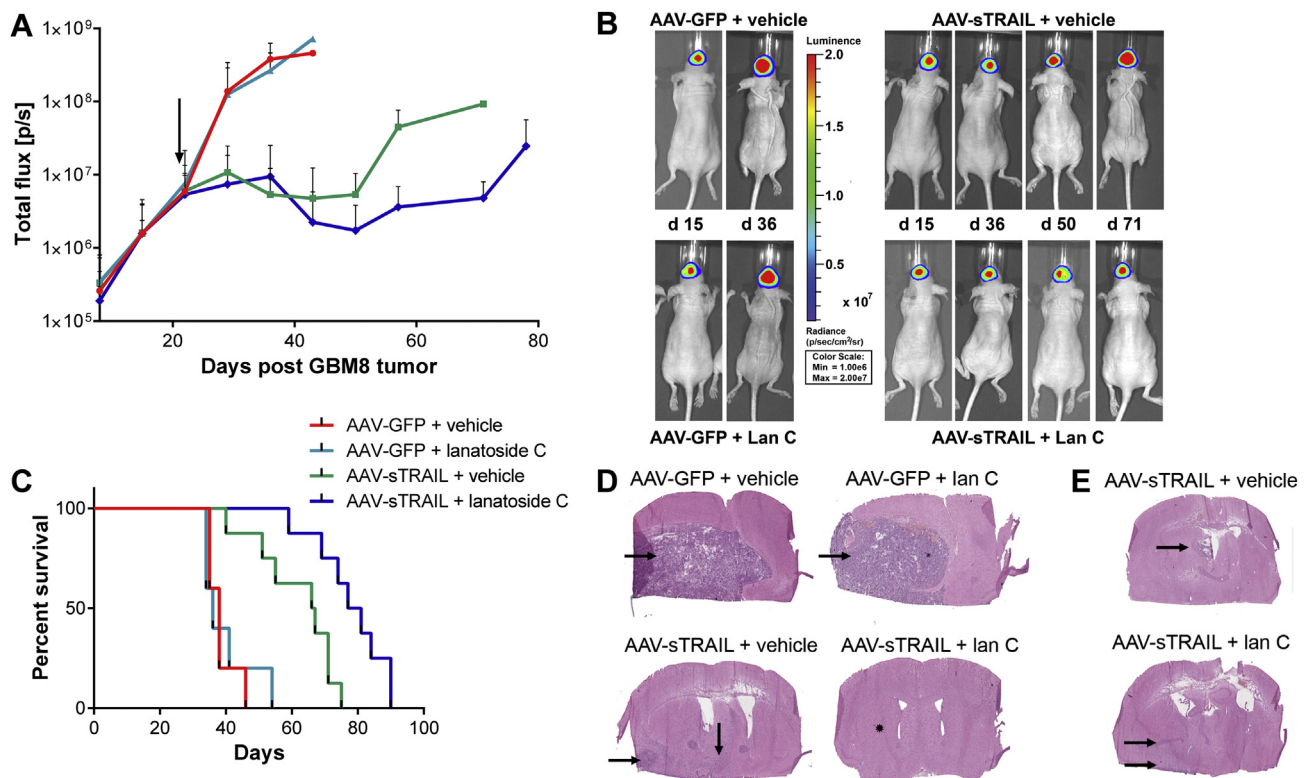 A
1×10⁹
1×10⁸
1×10⁷
1×10⁶
1×10⁵
Total flux [p/s]
20
40
60
80
Days post GBM8 tumor
B
AAV-GFP + vehicle
AAV-sTRAIL + vehicle
Luminence
2.0
1.5
1.0
0.5
x 10⁷
Radiance
(p/sec/cm²/sr)
Color Scale:
Min = 1.00e6
Max = 2.00e7
d 15
d 36
d 15
d 36
d 50
d 71
AAV-GFP + Lan C
AAV-sTRAIL + Lan C
AAV-GFP + vehicle
AAV-GFP + lanatoside C
AAV-sTRAIL + vehicle
AAV-sTRAIL + lanatoside C
C
100
50
0
Percent survival
0
20
40
60
80
100
Days
D
AAV-GFP + vehicle
AAV-GFP + lan C
AAV-sTRAIL + vehicle
AAV-sTRAIL + lan C
E
AAV-sTRAIL + vehicle
AAV-sTRAIL + lan C